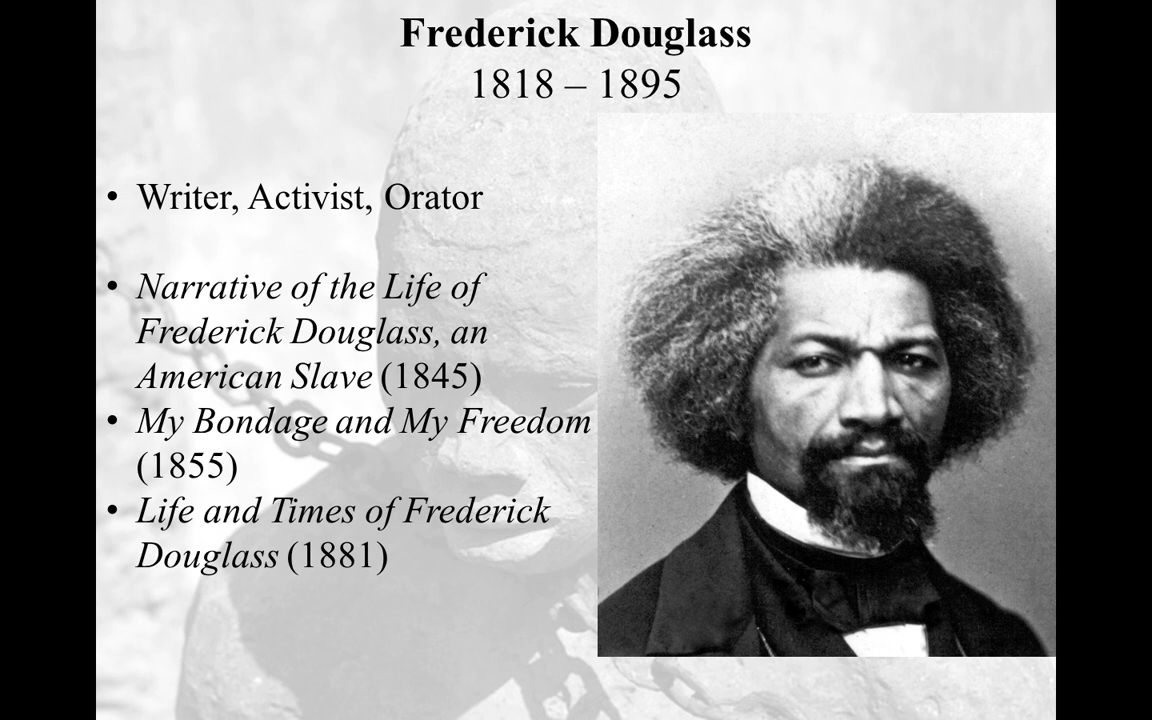 Frederick Douglass
1818 – 1895
• Writer, Activist, Orator
• Narrative of the Life of
Frederick Douglass, an
American Slave (1845)
• My Bondage and My Freedom
(1855)
• Life and Times of Frederick
Douglass (1881)